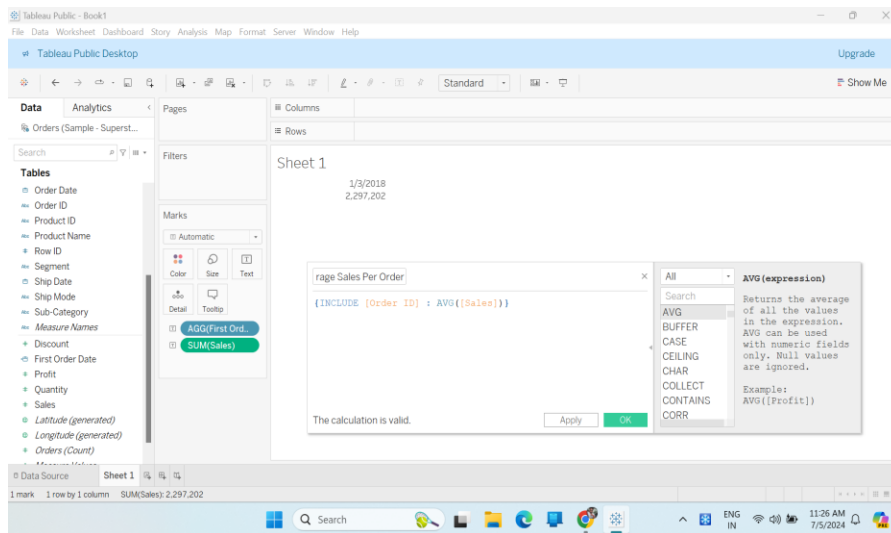 Tableau Public - Book1
File Data Worksheet Dashboard Story Analysis Map Format Server Window Help
Tableau Public Desktop
Upgrade
Standard
Show Me
Data
Analytics
Pages
Columns
Orders (Sample - Superst...
Rows
Search
Filters
Sheet 1
Tables
1/3/2018
2,297,202
Order Date
Abc Order ID
Abc Product ID
Abc Product Name
Row ID
Abc Segment
Ship Date
Abc Ship Mode
Abc Sub-Category
Abc Measure Names
Discount
First Order Date
Profit
Quantity
Sales
Latitude (generated)
Longitude (generated)
Orders (Count)
Marks
Automatic
Color
Size
Text
Detail
Tooltip
AGG(First Ord..
SUM(Sales)
rage Sales Per Order
{INCLUDE [Order ID] : AVG([Sales])}
The calculation is valid.
Apply
OK
All
Search
AVG
BUFFER
CASE
CEILING
CHAR
COLLECT
CONTAINS
CORR
AVG(expression)
Returns the average
of all the values
in the expression.
AVG can be used
with numeric fields
only. Null values
are ignored.
Example:
AVG([Profit])
Data Source
Sheet 1
1 mark 1 row by 1 column SUM(Sales): 2,297,202
Search
ENG
IN
11:26 AM
7/5/2024